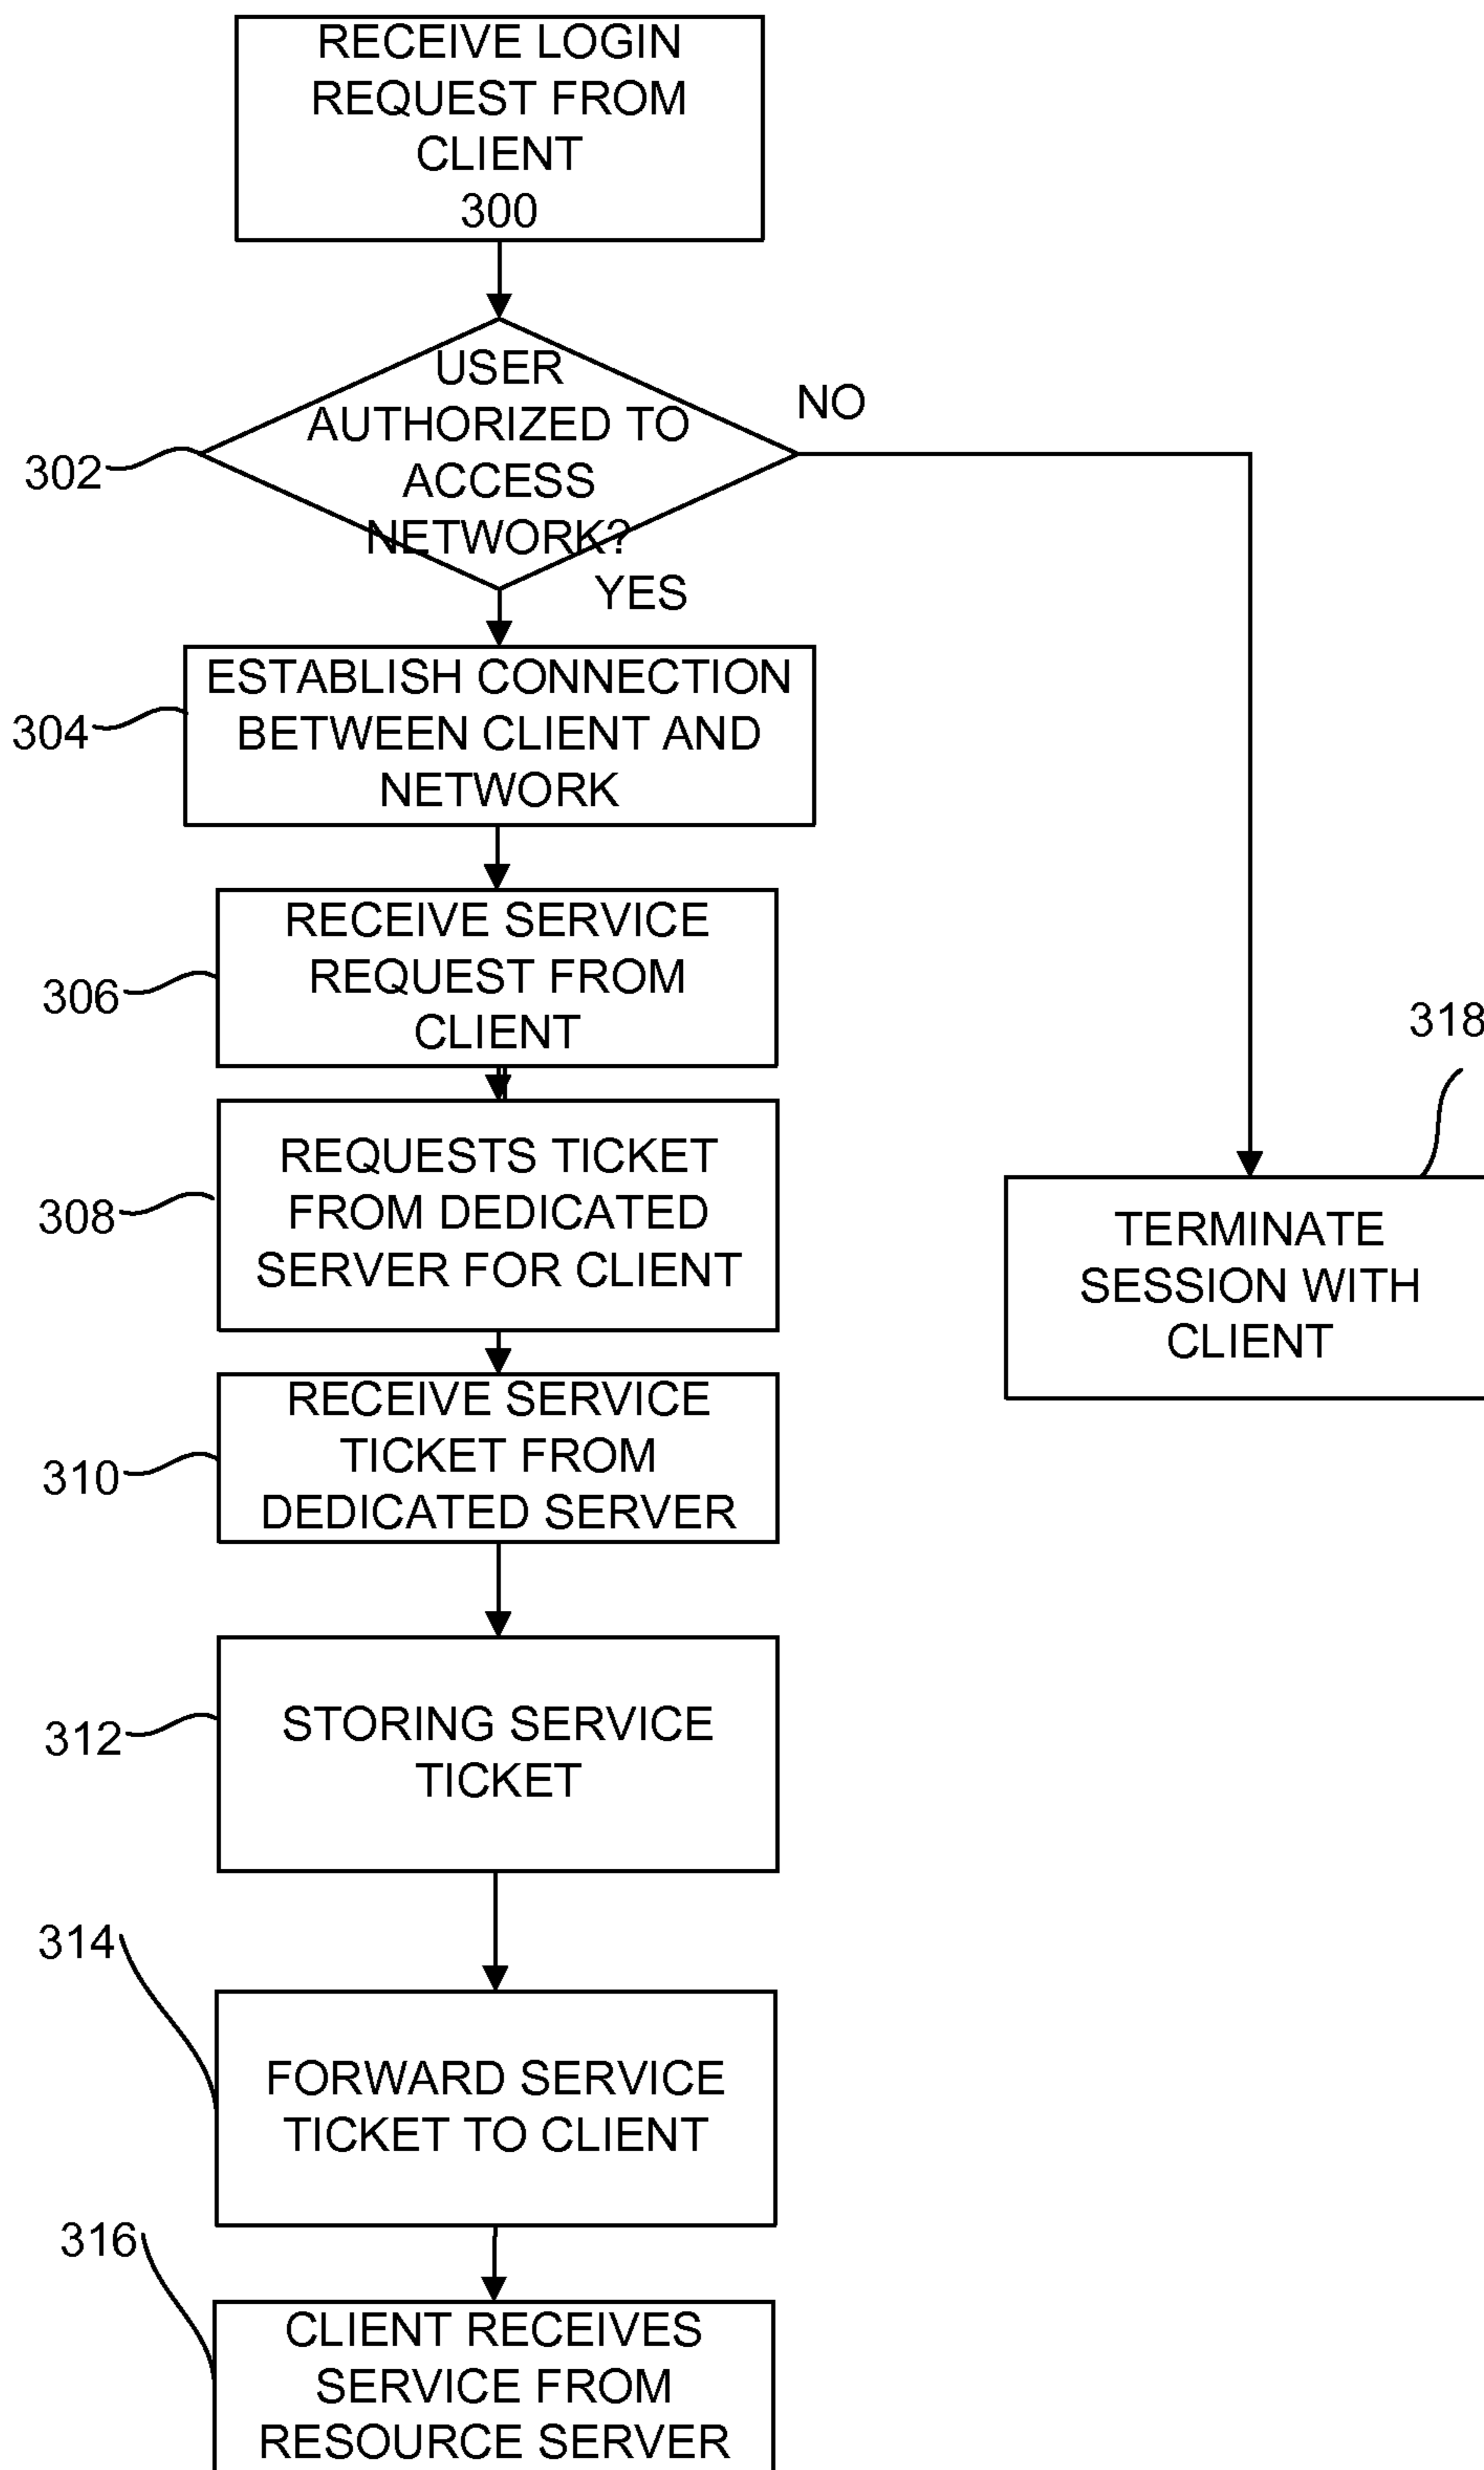 RECEIVE LOGIN
REQUEST FROM
CLIENT
300
USER
AUTHORIZED TO
ACCESS
NETWORK?
NO
302
YES
ESTABLISH CONNECTION
BETWEEN CLIENT AND
NETWORK
304
RECEIVE SERVICE
REQUEST FROM
CLIENT
306
318
REQUESTS TICKET
FROM DEDICATED
SERVER FOR CLIENT
308
TERMINATE
SESSION WITH
CLIENT
RECEIVE SERVICE
TICKET FROM
DEDICATED SERVER
310
STORING SERVICE
TICKET
312
314
FORWARD SERVICE
TICKET TO CLIENT
316
CLIENT RECEIVES
SERVICE FROM
RESOURCE SERVER